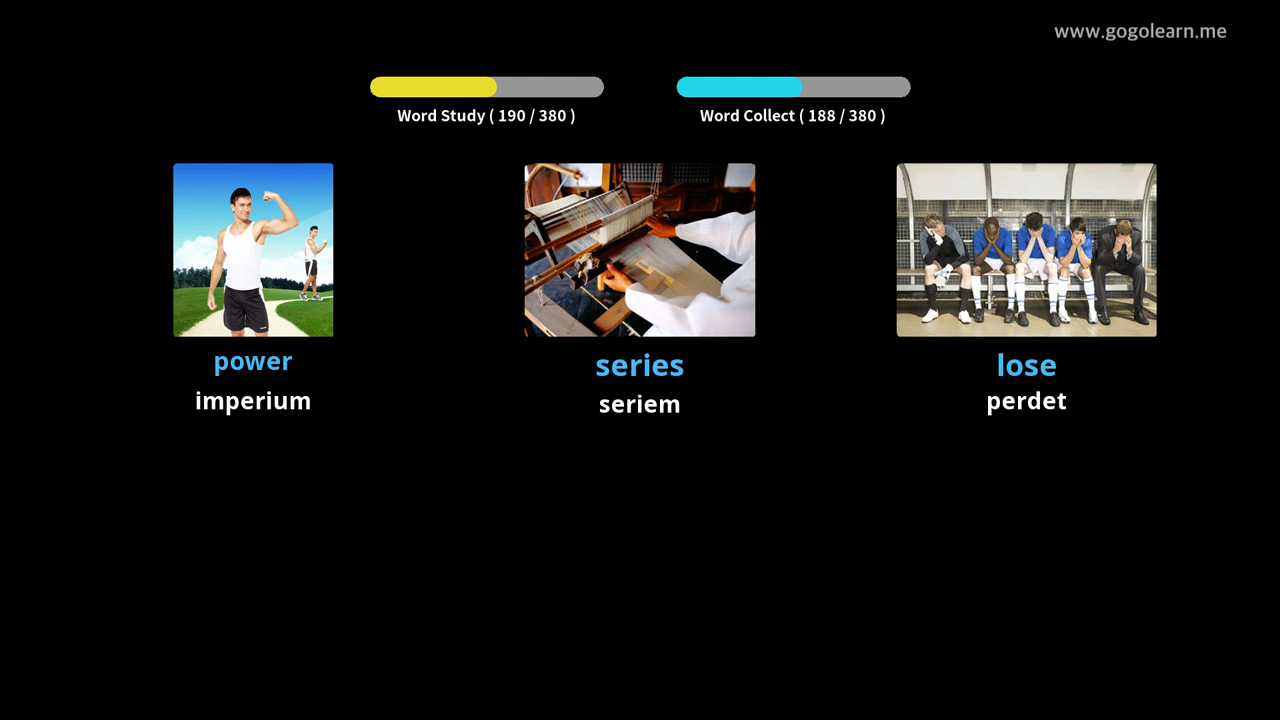 www.gogolearn.me
Word Study ( 190 / 380 )
Word Collect ( 188 / 380 )
power
imperium
series
seriem
lose
perdet